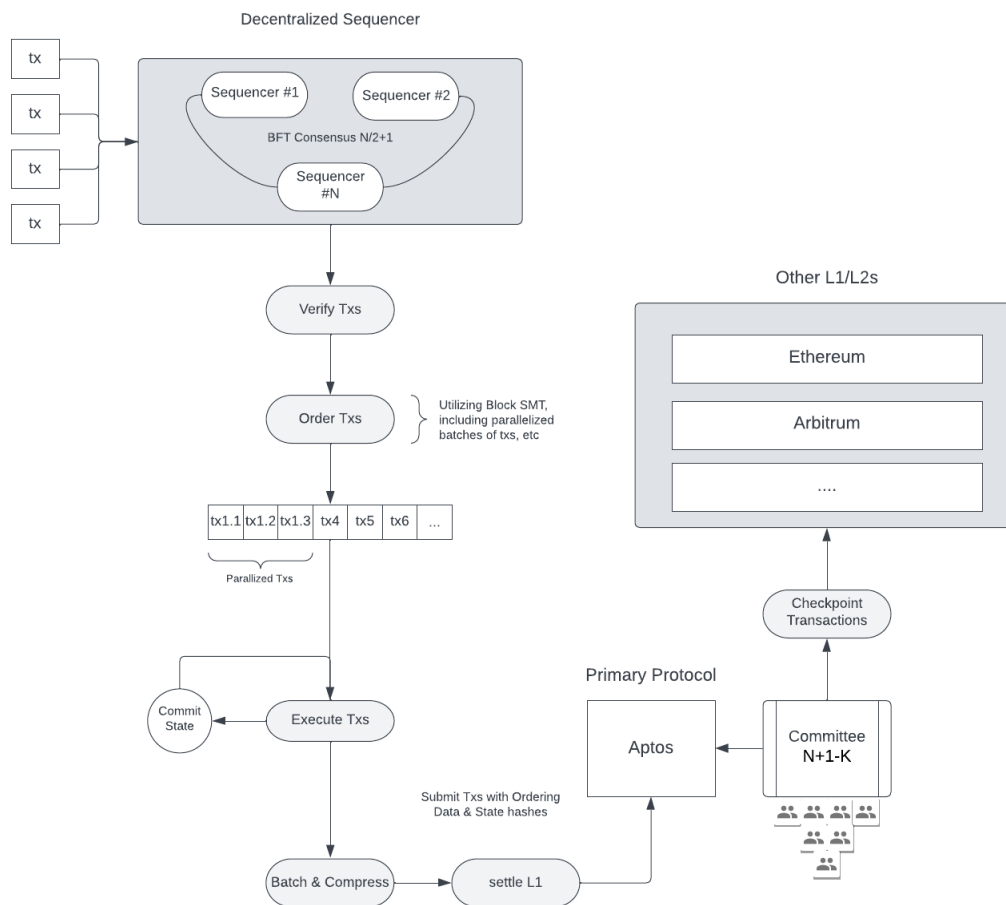 Decentralized Sequencer
tx
tx
tx
tx
Sequencer #1
Sequencer #2
BFT Consensus N/2+1
Sequencer
#N
Verify Txs
Order Txs
Utilizing Block SMT,
including parallelized
batches of txs, etc
tx1.1
tx1.2
tx1.3
tx4
tx5
tx6
...
Parallized Txs
Commit
State
Execute Txs
Batch & Compress
Submit Txs with Ordering
Data & State hashes
settle L1
Primary Protocol
Aptos
Committee
N+1-K
Checkpoint
Transactions
Other L1/L2s
Ethereum
Arbitrum
....